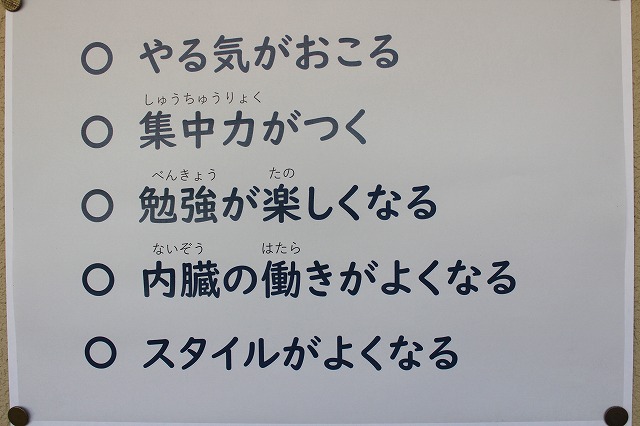 ○ やる気がおこる
しゅうちゅうりょく
○ 集中力がつく
べんきょう たの
○ 勉強が楽しくなる
ないぞう はたら
○ 内臓の働きがよくなる
○ スタイルがよくなる